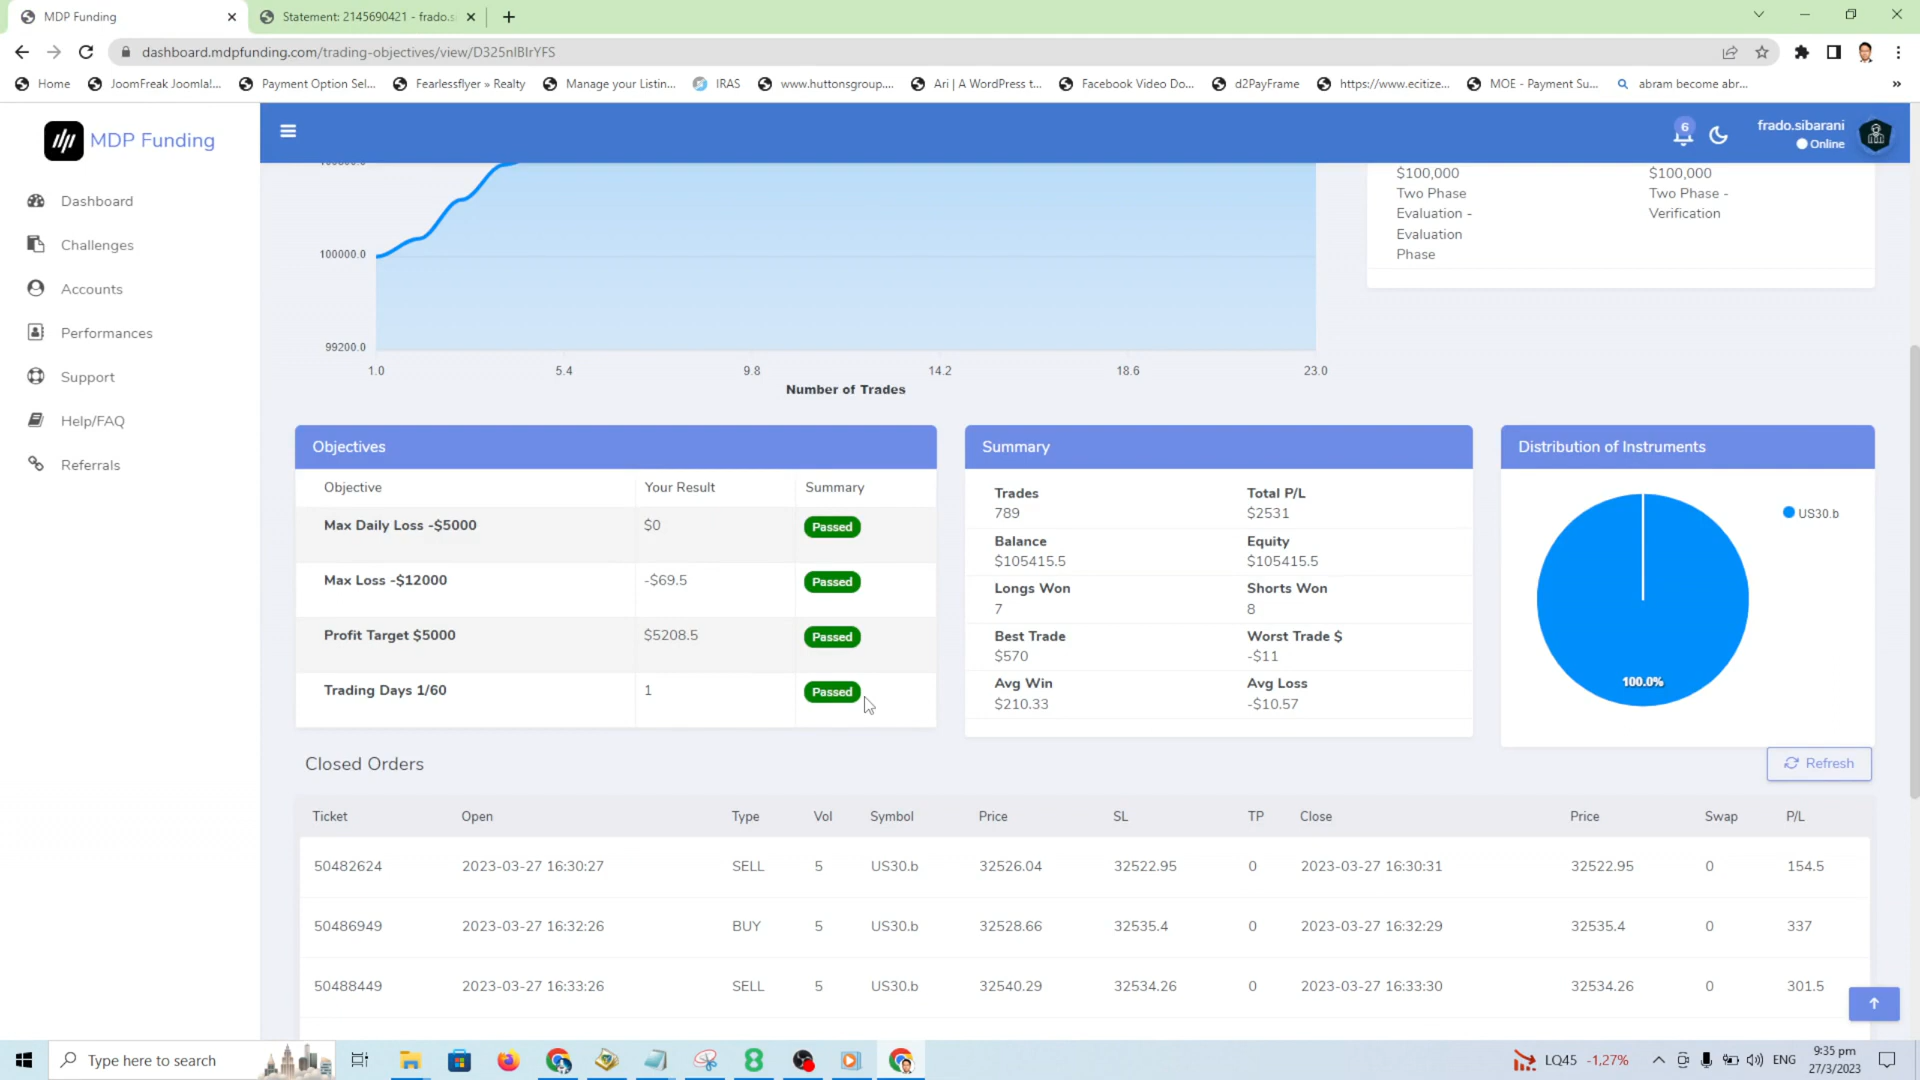 MDP Funding
Statement: 2145690421 - frado.s
dashboard.mdpfunding.com/trading-objectives/view/D325nlBIrYFS
Home
JoomFreak Joomla!...
Payment Option Sel...
Fearlessflyer » Realty
Manage your Listin...
IRAS
www.huttonsgroup....
Ari | A WordPress t...
Facebook Video Do...
d2PayFrame
https://www.ecitize...
MOE - Payment Su...
abram become abr...
»
MDP Funding
6
frado.sibarani
Online
Dashboard
Challenges
Accounts
Performances
Support
Help/FAQ
Referrals
100000.0
99200.0
1.0
5.4
9.8
14.2
18.6
23.0
Number of Trades
$100,000
Two Phase
Evaluation -
Evaluation
Phase
$100,000
Two Phase -
Verification
Objectives
Objective
Your Result
Summary
Max Daily Loss -$5000
$0
Passed
Max Loss -$12000
-$69.5
Passed
Profit Target $5000
$5208.5
Passed
Trading Days 1/60
1
Passed
Summary
Trades
789
Total P/L
$2531
Balance
$105415.5
Equity
$105415.5
Longs Won
7
Shorts Won
8
Best Trade
$570
Worst Trade $
-$11
Avg Win
$210.33
Avg Loss
-$10.57
Distribution of Instruments
US30.b
100.0%
Closed Orders
Refresh
Ticket Open Type Vol Symbol Price SL TP Close Price Swap P/L
50482624 2023-03-27 16:30:27 SELL 5 US30.b 32526.04 32522.95 0 2023-03-27 16:30:31 32522.95 0 154.5
50486949 2023-03-27 16:32:26 BUY 5 US30.b 32528.66 32535.4 0 2023-03-27 16:32:29 32535.4 0 337
50488449 2023-03-27 16:33:26 SELL 5 US30.b 32540.29 32534.26 0 2023-03-27 16:33:30 32534.26 0 301.5
Type here to search
LQ45 -1,27%
ENG
9:35 pm
27/3/2023